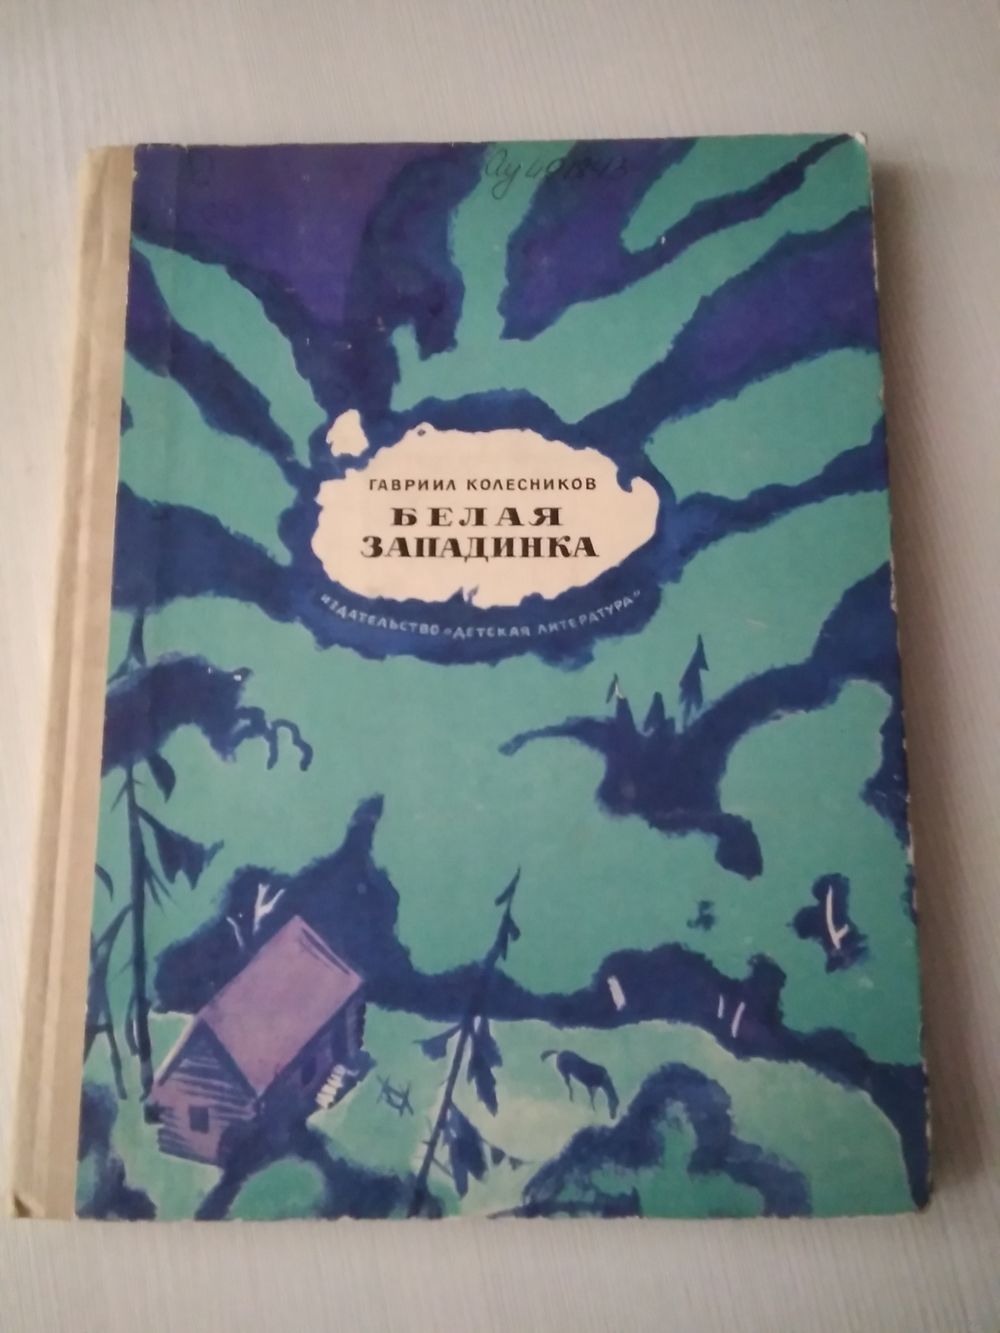 ГАВРИИЛ КОЛЕСНИКОВ
БЕЛАЯ
ЗАПАДИНКА
ИЗДАТЕЛЬСТВО «ДЕТСКАЯ ЛИТЕРАТУРА»